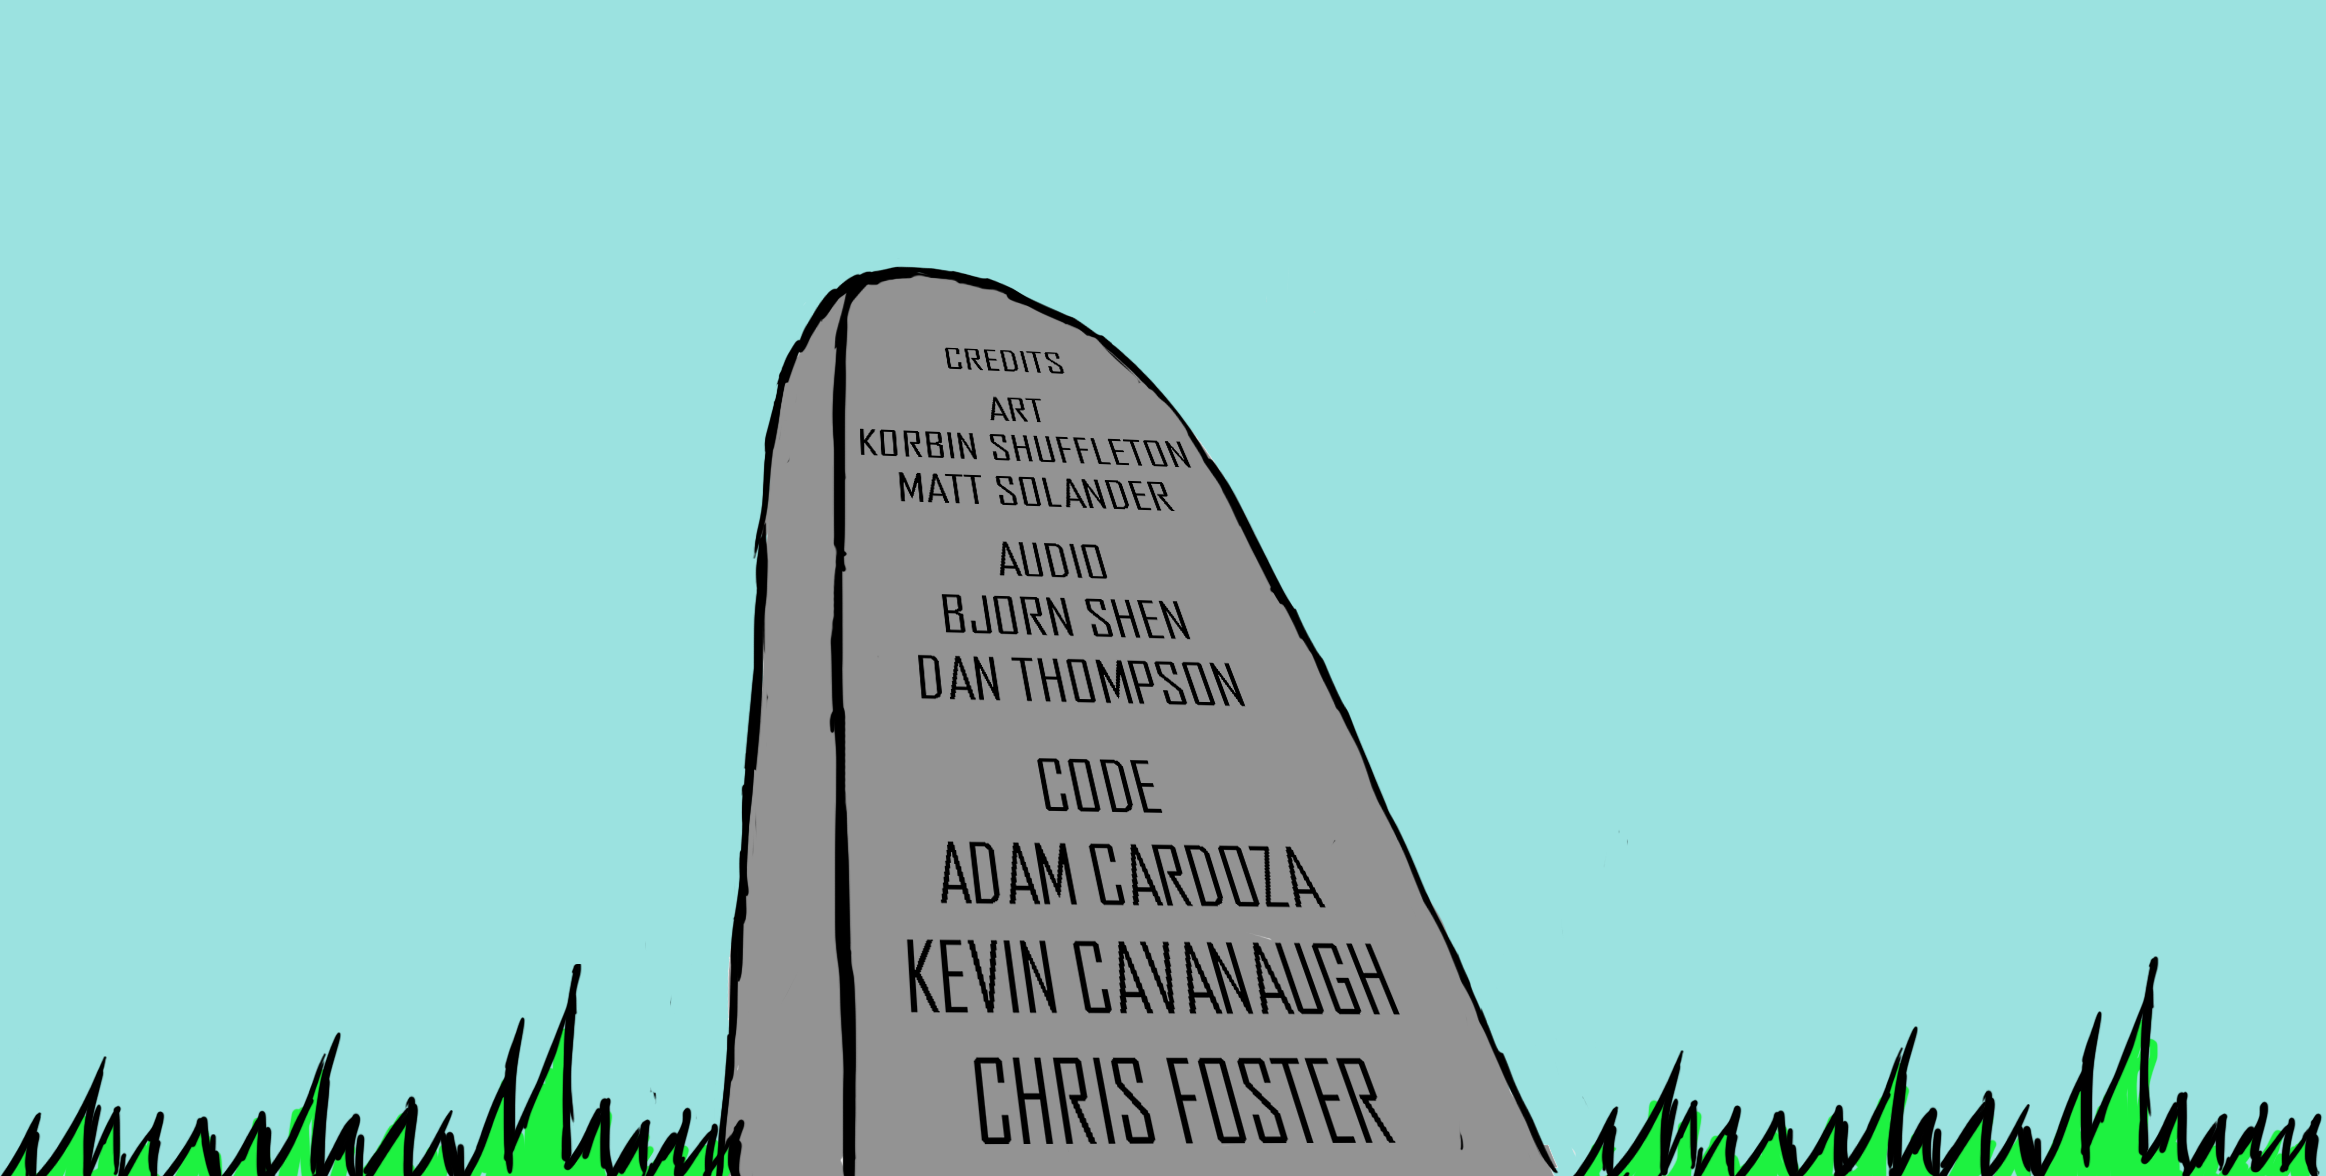 CREDITS
ART
KORBIN SHUFFLETON
MATT SOLANDER
AUDIO
BJORN SHEN
DAN THOMPSON
CODE
ADAM CARDOZA
KEVIN CAVANAUGH
CHRIS FOSTER